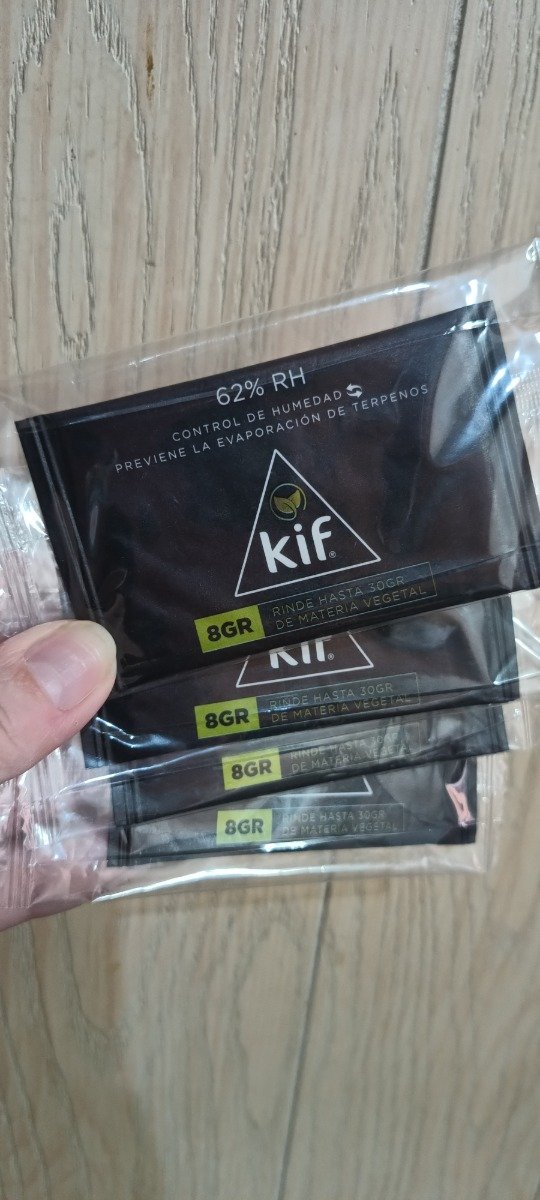 62% RH
CONTROL DE HUMEDAD
PREVIENE LA EVAPORACIÓN DE TERPENOS
kif®
8GR
RINDE HASTA 30GR
DE MATERIA VEGETAL
kif®
8GR
RINDE HASTA 30GR
DE MATERIA VEGETAL
8GR
RINDE HASTA 30GR
DE MATERIA VEGETAL
8GR
RINDE HASTA 30GR
DE MATERIA VEGETAL